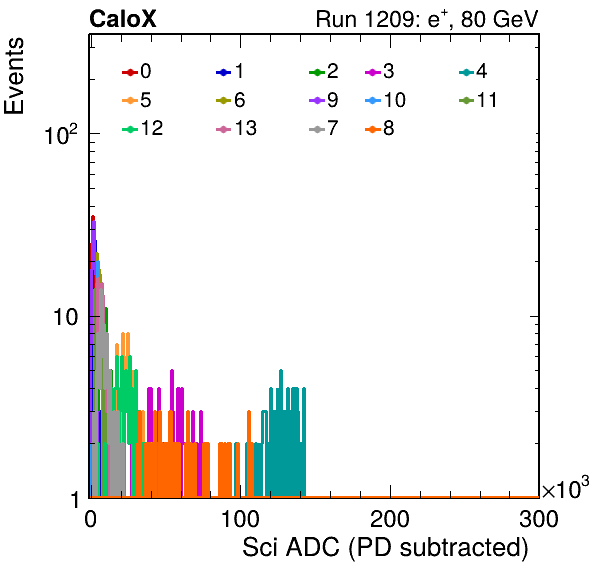 CaloX Run 1209: e⁺, 80 GeV
Events
0 1 2 3 4
5 6 9 10 11
12 13 7 8
10²
10
1
0 100 200 300
×10³
Sci ADC (PD subtracted)